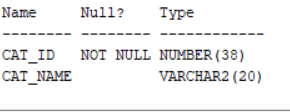 Name Null? Type
-------- -------- ------------
CAT_ID NOT NULL NUMBER(38)
CAT_NAME VARCHAR2(20)